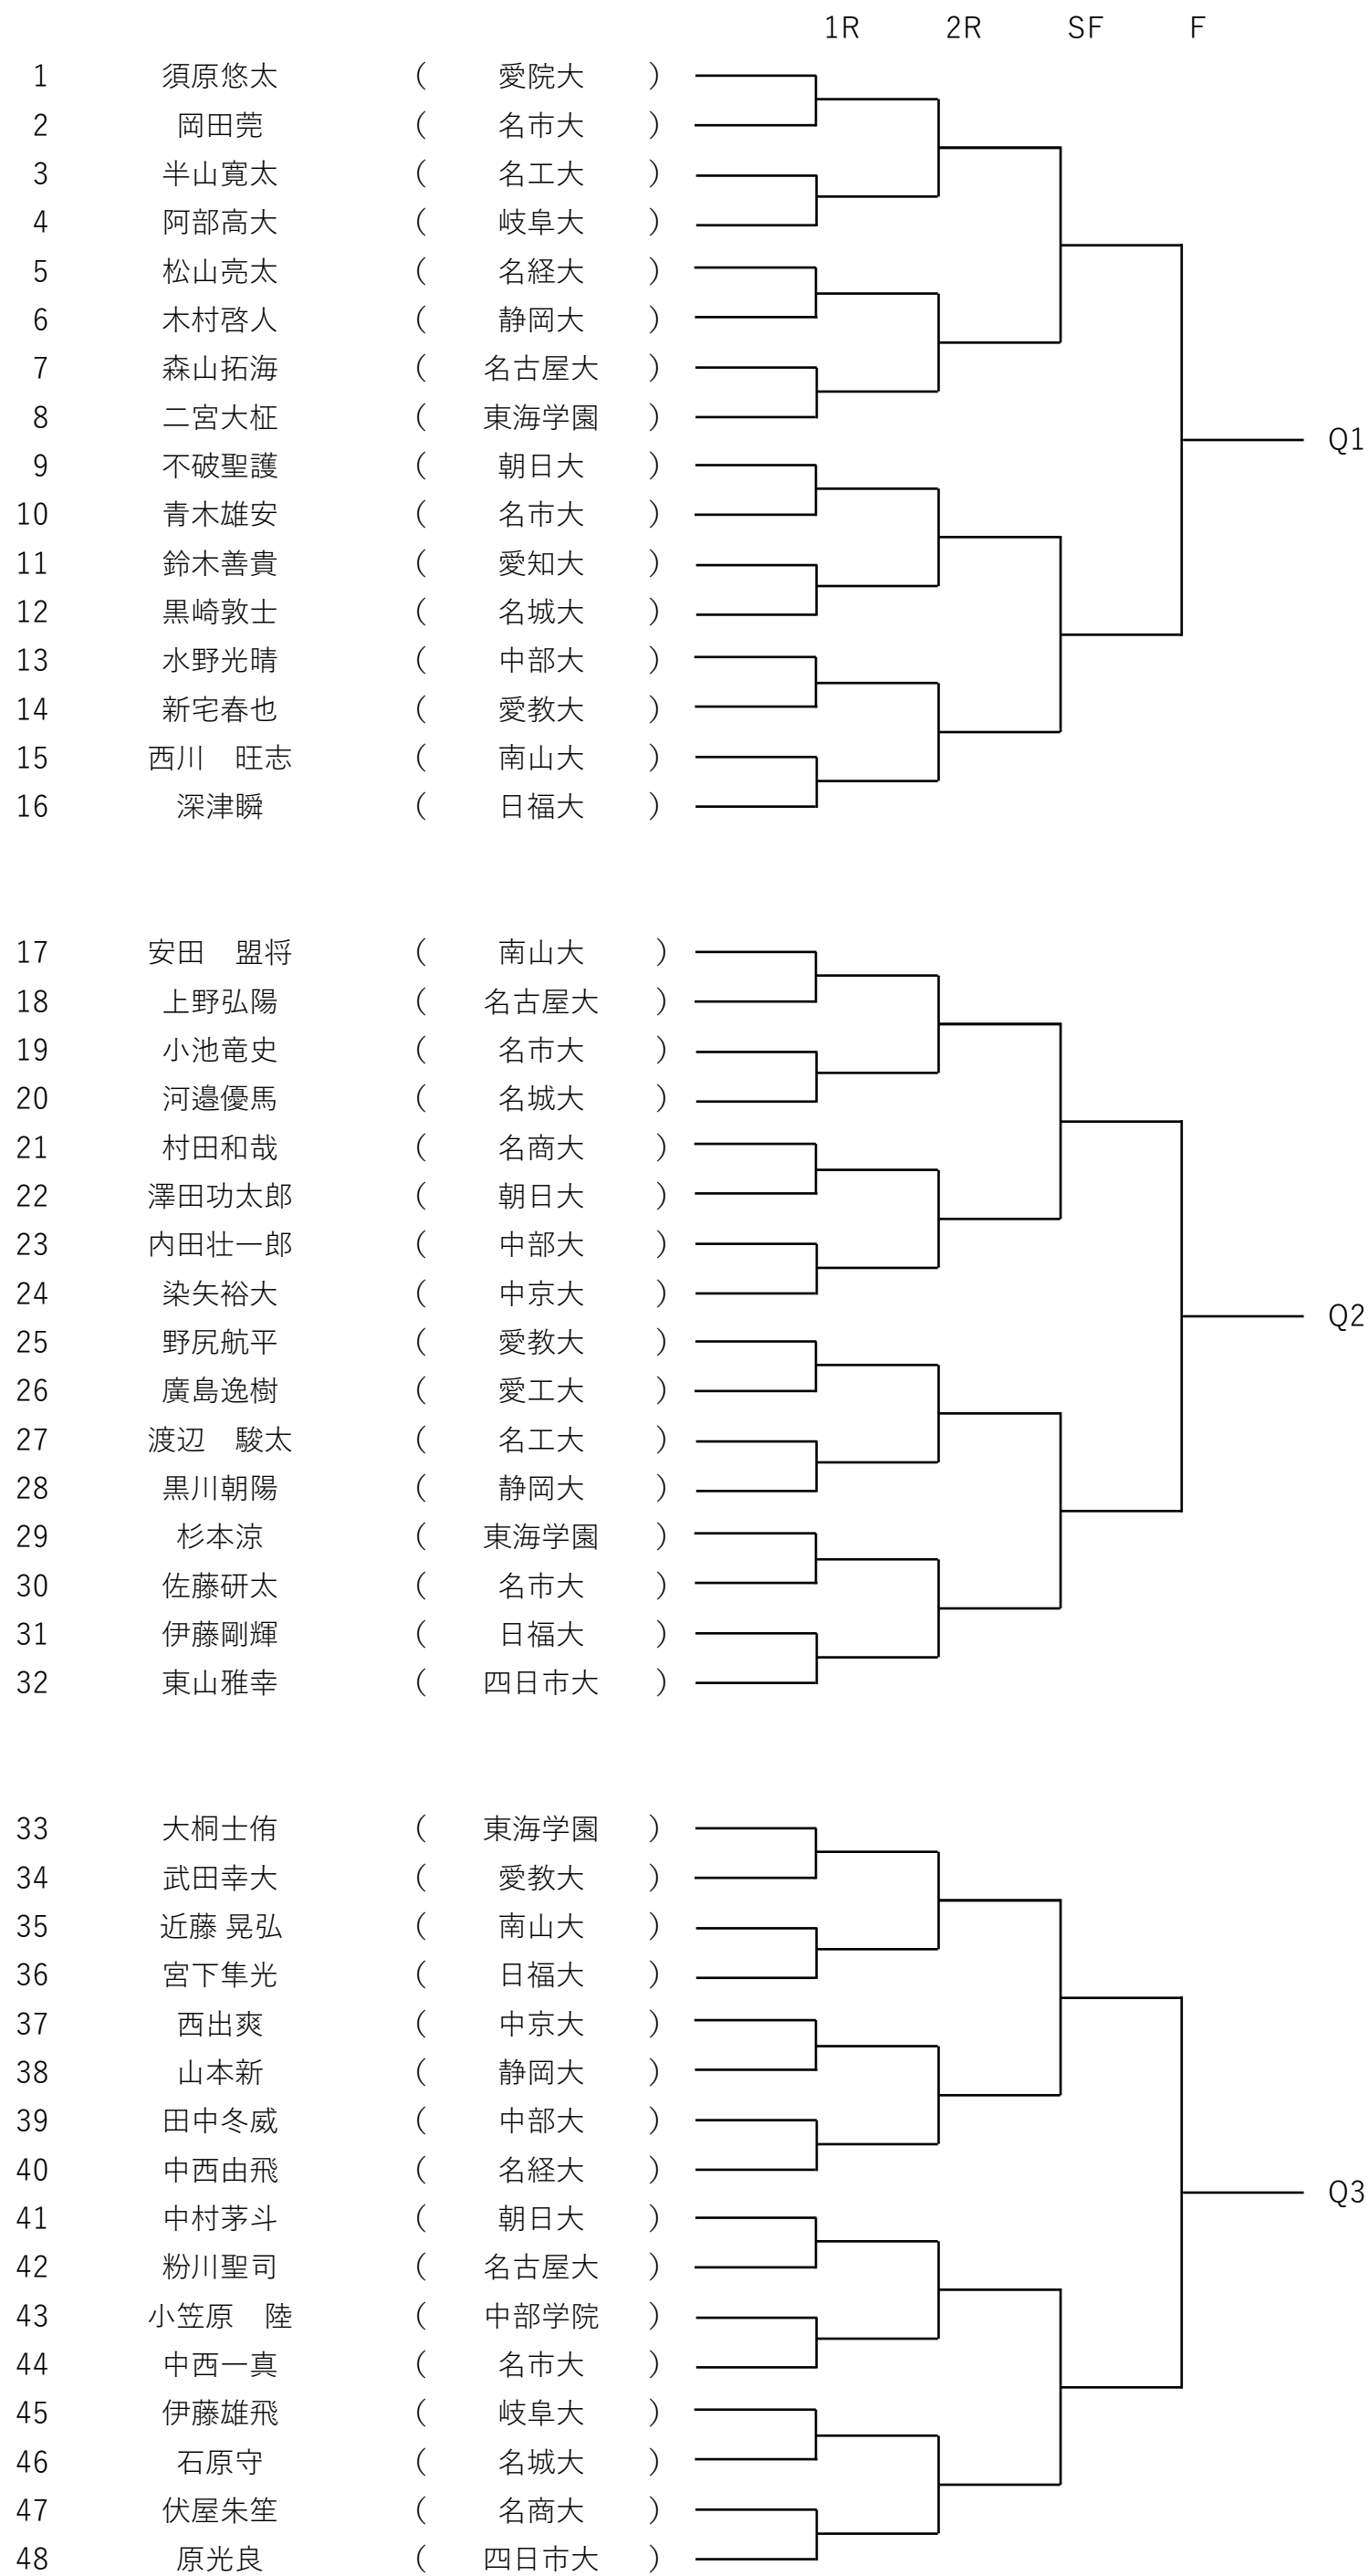 1R 2R SF F
1 須原悠太 ( 愛院大 )
2 岡田莞 ( 名市大 )
3 半山寛太 ( 名工大 )
4 阿部高大 ( 岐阜大 )
5 松山亮太 ( 名経大 )
6 木村啓人 ( 静岡大 )
7 森山拓海 ( 名古屋大 )
8 二宮大柾 ( 東海学園 )
Q1
9 不破聖護 ( 朝日大 )
10 青木雄安 ( 名市大 )
11 鈴木善貴 ( 愛知大 )
12 黒崎敦士 ( 名城大 )
13 水野光晴 ( 中部大 )
14 新宅春也 ( 愛教大 )
15 西川　旺志 ( 南山大 )
16 深津瞬 ( 日福大 )
17 安田　盟将 ( 南山大 )
18 上野弘陽 ( 名古屋大 )
19 小池竜史 ( 名市大 )
20 河邉優馬 ( 名城大 )
21 村田和哉 ( 名商大 )
22 澤田功太郎 ( 朝日大 )
23 内田壮一郎 ( 中部大 )
24 染矢裕大 ( 中京大 )
Q2
25 野尻航平 ( 愛教大 )
26 廣島逸樹 ( 愛工大 )
27 渡辺　駿太 ( 名工大 )
28 黒川朝陽 ( 静岡大 )
29 杉本涼 ( 東海学園 )
30 佐藤研太 ( 名市大 )
31 伊藤剛輝 ( 日福大 )
32 東山雅幸 ( 四日市大 )
33 大桐士侑 ( 東海学園 )
34 武田幸大 ( 愛教大 )
35 近藤 晃弘 ( 南山大 )
36 宮下隼光 ( 日福大 )
37 西出爽 ( 中京大 )
38 山本新 ( 静岡大 )
39 田中冬威 ( 中部大 )
40 中西由飛 ( 名経大 )
Q3
41 中村茅斗 ( 朝日大 )
42 粉川聖司 ( 名古屋大 )
43 小笠原　陸 ( 中部学院 )
44 中西一真 ( 名市大 )
45 伊藤雄飛 ( 岐阜大 )
46 石原守 ( 名城大 )
47 伏屋朱笙 ( 名商大 )
48 原光良 ( 四日市大 )